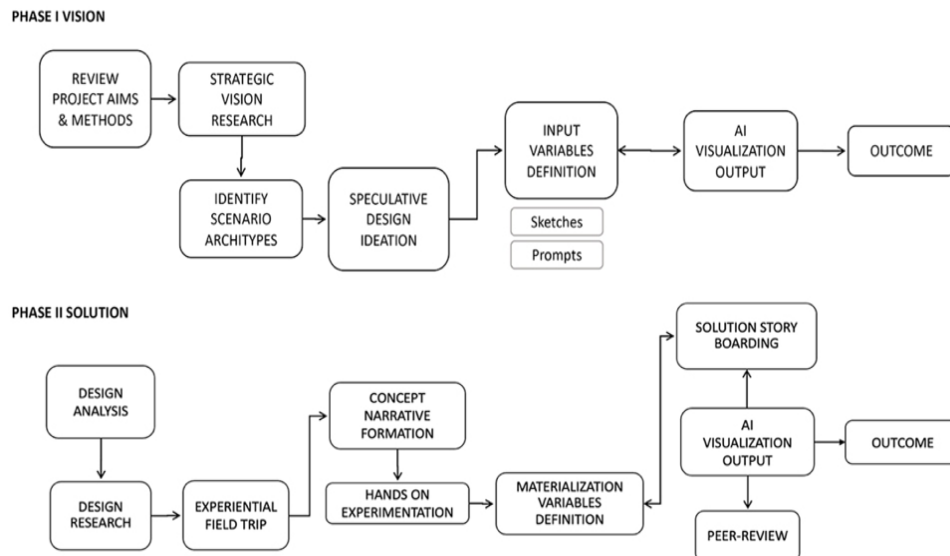 PHASE I VISION
REVIEW
PROJECT AIMS
& METHODS
STRATEGIC
VISION
RESEARCH
IDENTIFY
SCENARIO
ARCHITYPES
SPECULATIVE
DESIGN
IDEATION
INPUT
VARIABLES
DEFINITION
Sketches
Prompts
AI
VISUALIZATION
OUTPUT
OUTCOME
PHASE II SOLUTION
DESIGN
ANALYSIS
DESIGN
RESEARCH
EXPERIENTIAL
FIELD TRIP
CONCEPT
NARRATIVE
FORMATION
HANDS ON
EXPERIMENTATION
MATERIALIZATION
VARIABLES
DEFINITION
SOLUTION STORY
BOARDING
AI
VISUALIZATION
OUTPUT
OUTCOME
PEER-REVIEW